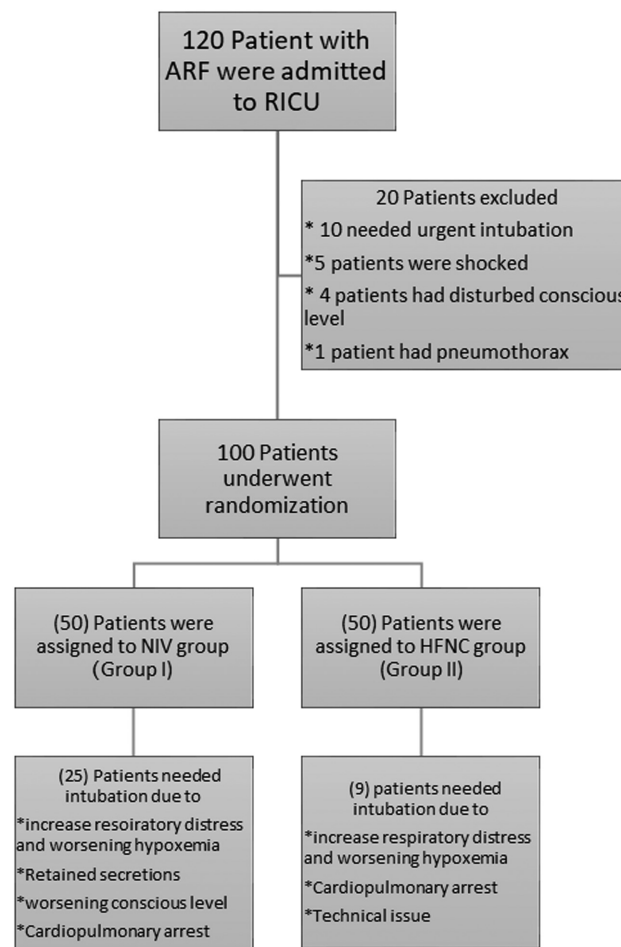 120 Patient with
ARF were admitted
to RICU
20 Patients excluded
* 10 needed urgent intubation
*5 patients were shocked
* 4 patients had disturbed conscious
level
*1 patient had pneumothorax
100 Patients
underwent
randomization
(50) Patients were
assigned to NIV group
(Group I)
(50) Patients were
assigned to HFNC group
(Group II)
(25) Patients needed
intubation due to
*increase resoiratory distress
and worsening hypoxemia
*Retained secretions
*worsening conscious level
*Cardiopulmonary arrest
(9) patients needed
intubation due to
*increase respiratory distress
and worsening hypoxemia
*Cardiopulmonary arrest
*Technical issue